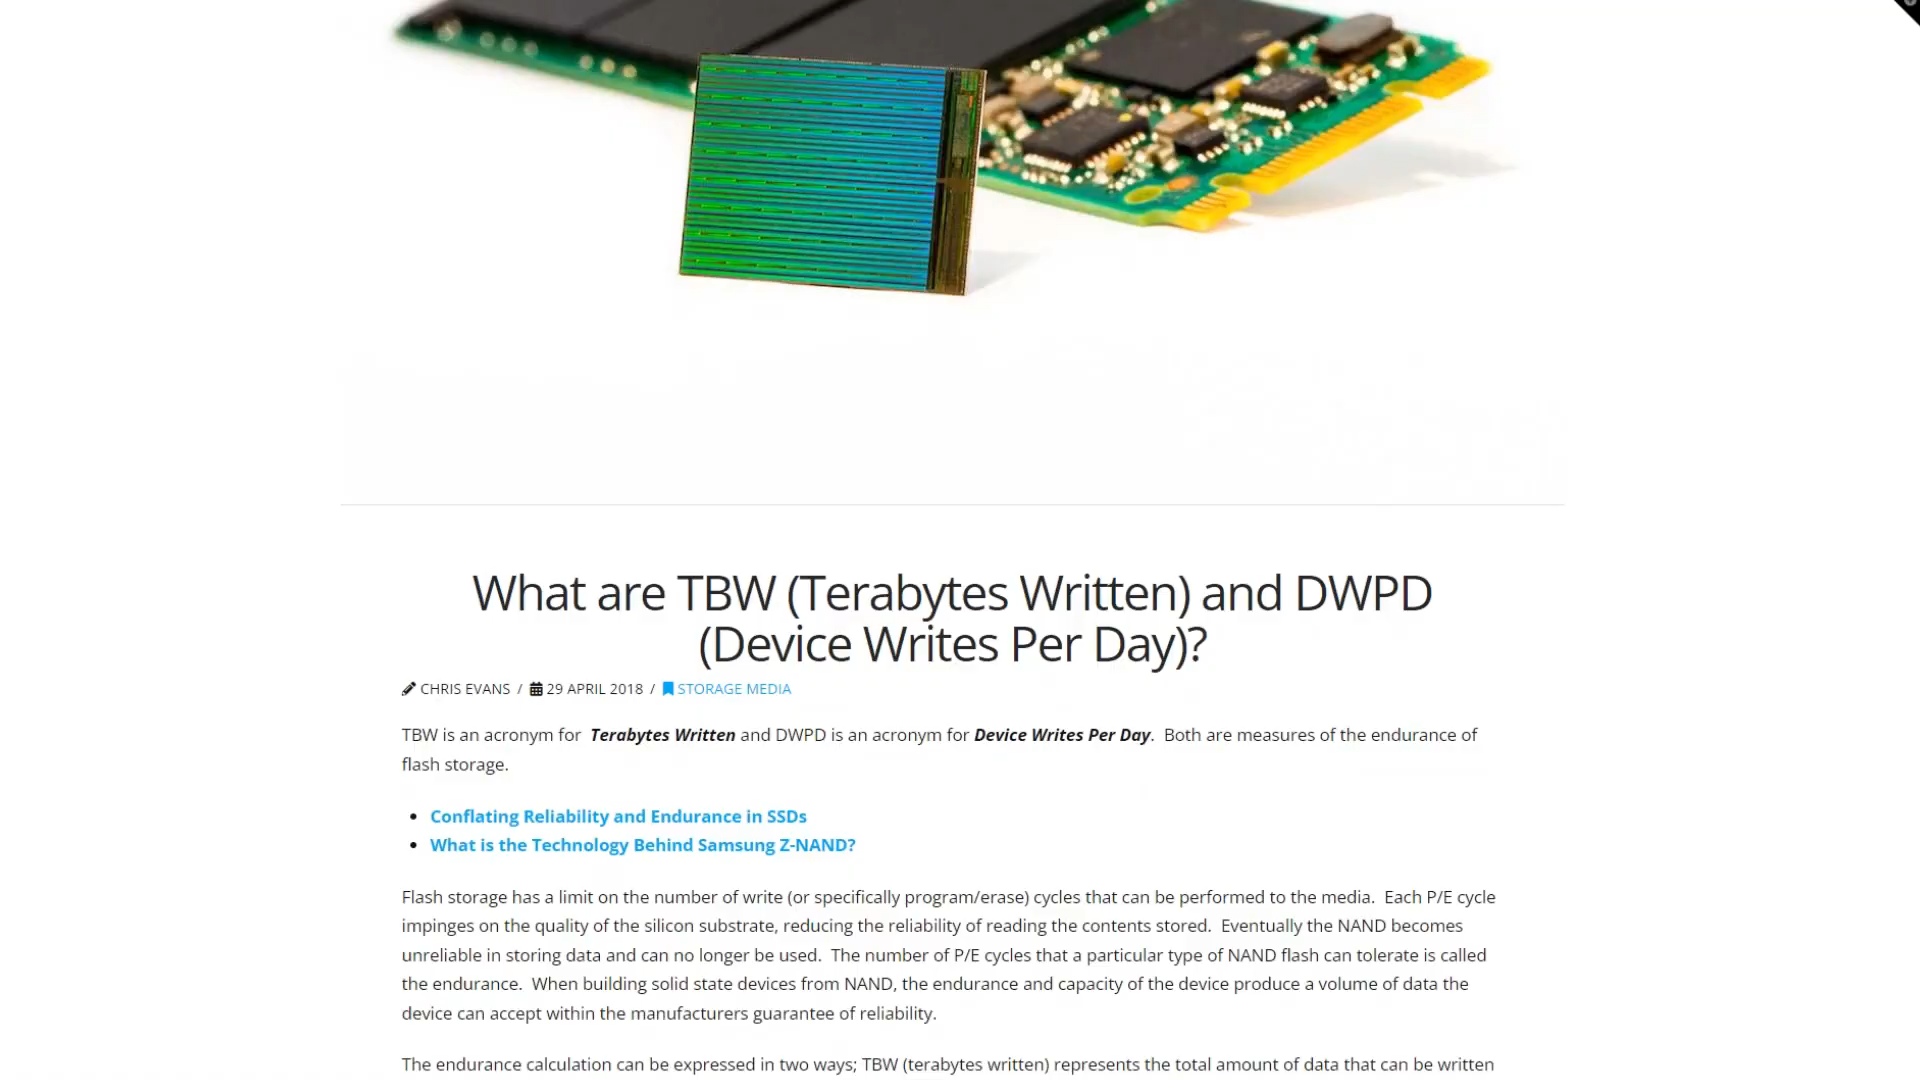 What are TBW (Terabytes Written) and DWPD
(Device Writes Per Day)?
CHRIS EVANS / 29 APRIL 2018 / STORAGE MEDIA
TBW is an acronym for Terabytes Written and DWPD is an acronym for Device Writes Per Day. Both are measures of the endurance of
flash storage.
• Conflating Reliability and Endurance in SSDs
• What is the Technology Behind Samsung Z-NAND?
Flash storage has a limit on the number of write (or specifically program/erase) cycles that can be performed to the media. Each P/E cycle
impinges on the quality of the silicon substrate, reducing the reliability of reading the contents stored. Eventually the NAND becomes
unreliable in storing data and can no longer be used. The number of P/E cycles that a particular type of NAND flash can tolerate is called
the endurance. When building solid state devices from NAND, the endurance and capacity of the device produce a volume of data the
device can accept within the manufacturers guarantee of reliability.
The endurance calculation can be expressed in two ways; TBW (terabytes written) represents the total amount of data that can be written